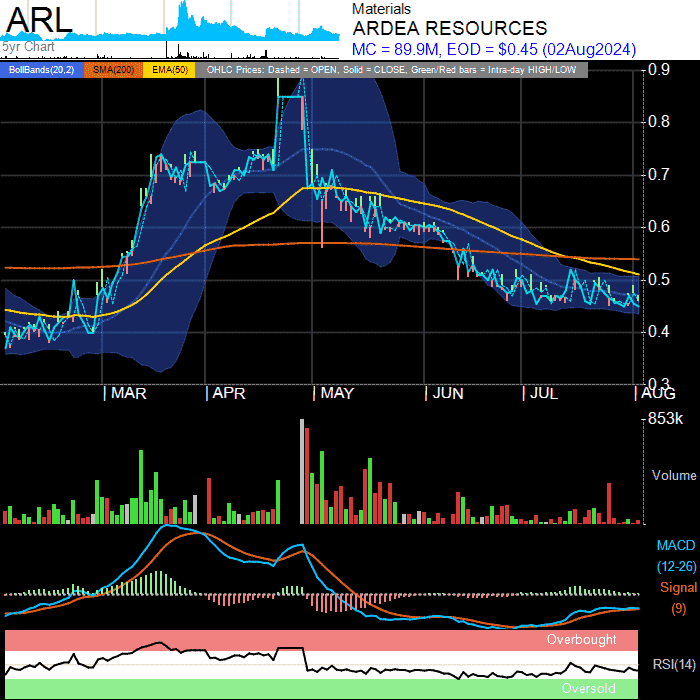 ARL
5yr Chart
Materials
ARDEA RESOURCES
MC = 89.9M, EOD = $0.45 (02Aug2024)
BollBands(20,2) SMA(200) EMA(50) OHLC Prices: Dashed = OPEN, Solid = CLOSE, Green/Red bars = Intra-day HIGH/LOW
0.9
0.8
0.7
0.6
0.5
0.4
0.3
MAR APR MAY JUN JUL AUG
853k
Volume
MACD
(12-26)
Signal
(9)
Overbought
RSI(14)
Oversold